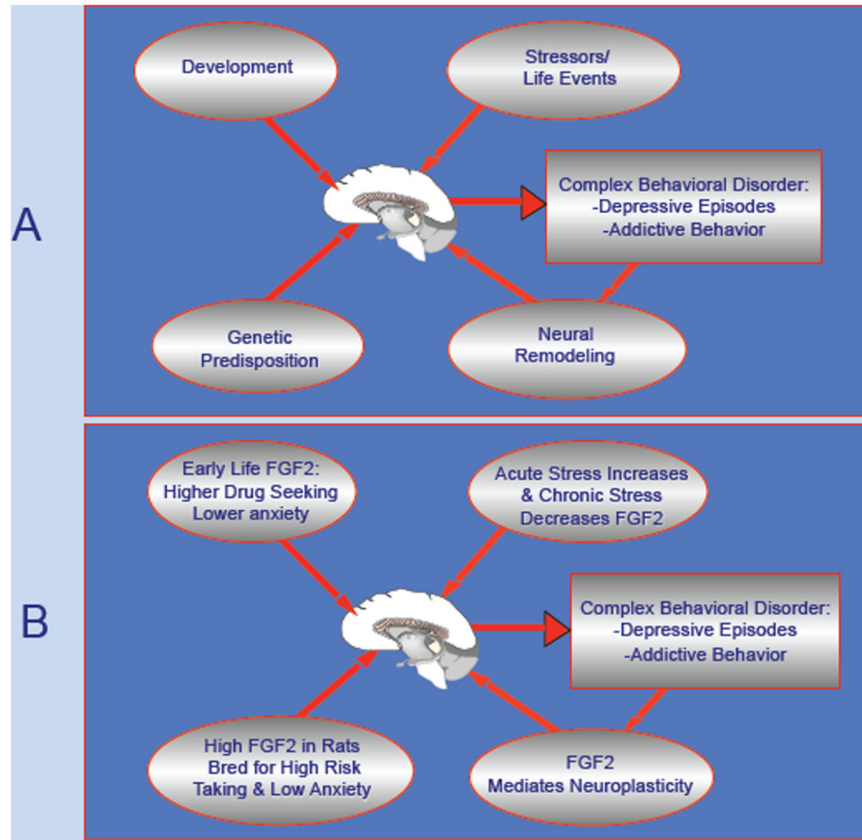 A
Development
Stressors/
Life Events
Complex Behavioral Disorder:
-Depressive Episodes
-Addictive Behavior
Genetic
Predisposition
Neural
Remodeling
B
Early Life FGF2:
Higher Drug Seeking
Lower anxiety
Acute Stress Increases
& Chronic Stress
Decreases FGF2
Complex Behavioral Disorder:
-Depressive Episodes
-Addictive Behavior
High FGF2 in Rats
Bred for High Risk
Taking & Low Anxiety
FGF2
Mediates Neuroplasticity